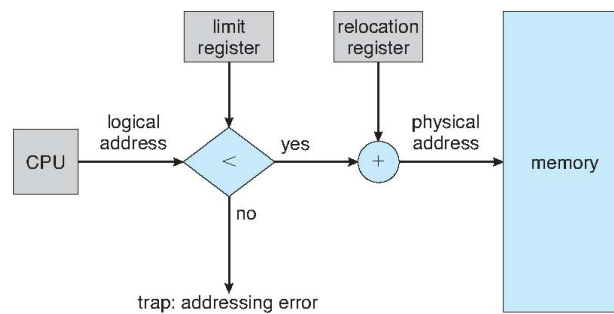 limit
register
relocation
register
logical
address
physical
address
CPU
<
yes
+
memory
no
trap: addressing error